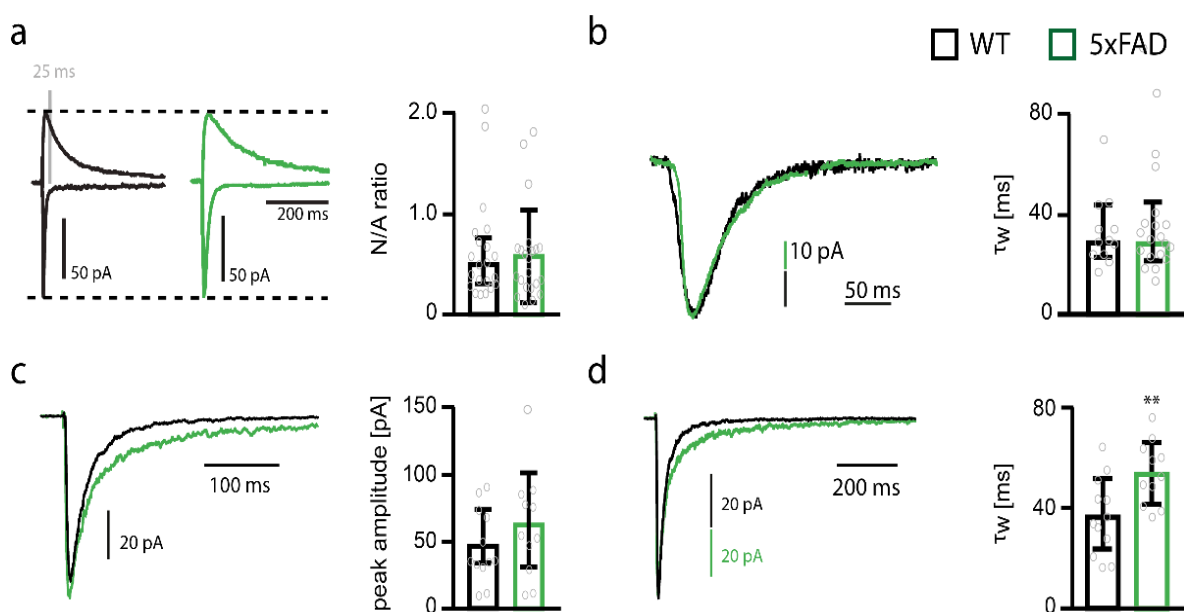 a
b
WT
5xFAD
25 ms
50 pA
50 pA
200 ms
N/A ratio
2.0
1.0
0
10 pA
50 ms
τw [ms]
80
40
0
c
d
100 ms
20 pA
peak amplitude [pA]
150
100
50
0
20 pA
20 pA
200 ms
τw [ms]
80
40
0
**